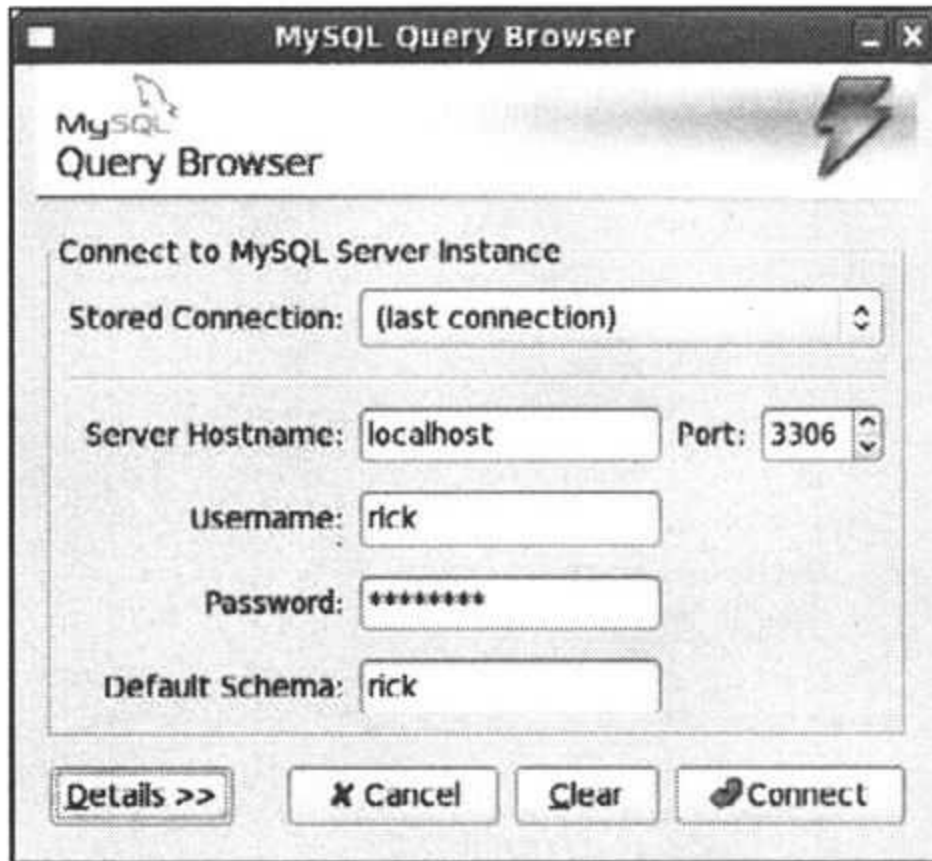 MySQL Query Browser
MySQL
Query Browser
Connect to MySQL Server Instance
Stored Connection: (last connection)
Server Hostname: localhost Port: 3306
Username: rick
Password: ********
Default Schema: rick
Details >> Cancel Clear Connect